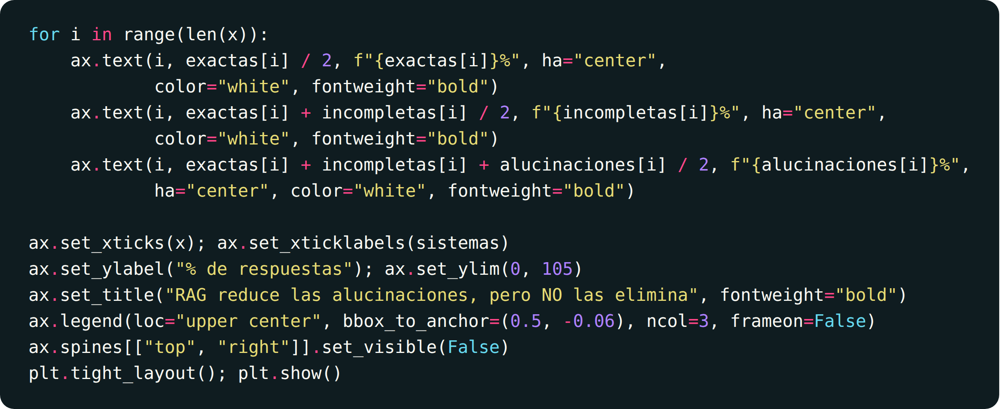 for i in range(len(x)):
    ax.text(i, exactas[i] / 2, f"{exactas[i]}%", ha="center",
            color="white", fontweight="bold")
    ax.text(i, exactas[i] + incompletas[i] / 2, f"{incompletas[i]}%", ha="center",
            color="white", fontweight="bold")
    ax.text(i, exactas[i] + incompletas[i] + alucinaciones[i] / 2, f"{alucinaciones[i]}%",
            ha="center", color="white", fontweight="bold")

ax.set_xticks(x); ax.set_xticklabels(sistemas)
ax.set_ylabel("% de respuestas"); ax.set_ylim(0, 105)
ax.set_title("RAG reduce las alucinaciones, pero NO las elimina", fontweight="bold")
ax.legend(loc="upper center", bbox_to_anchor=(0.5, -0.06), ncol=3, frameon=False)
ax.spines[["top", "right"]].set_visible(False)
plt.tight_layout(); plt.show()